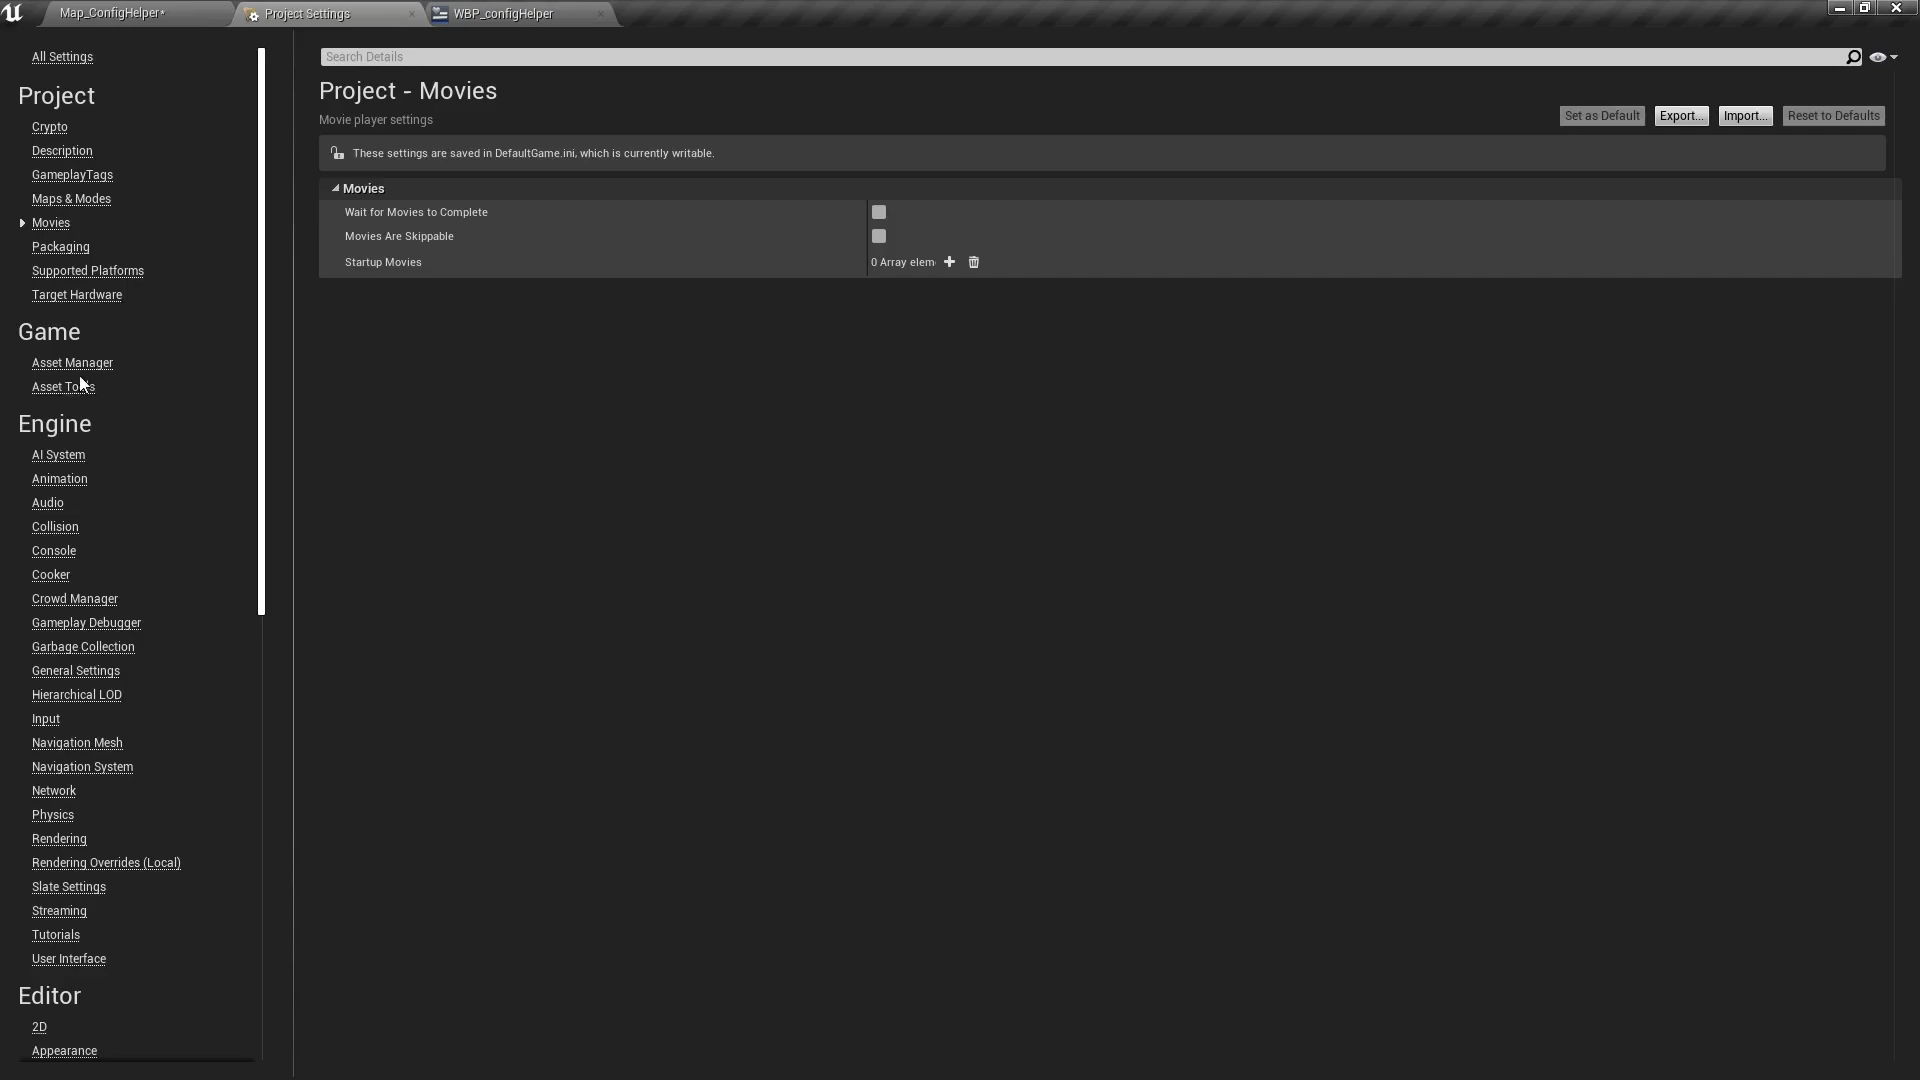 Map_ConfigHelper*
Project Settings
WBP_configHelper
All Settings
Project
Crypto
Description
GameplayTags
Maps & Modes
Movies
Packaging
Supported Platforms
Target Hardware
Game
Asset Manager
Asset Tools
Engine
AI System
Animation
Audio
Collision
Console
Cooker
Crowd Manager
Gameplay Debugger
Garbage Collection
General Settings
Hierarchical LOD
Input
Navigation Mesh
Navigation System
Network
Physics
Rendering
Rendering Overrides (Local)
Slate Settings
Streaming
Tutorials
User Interface
Editor
2D
Appearance
Search Details
Project - Movies
Movie player settings
Set as Default
Export...
Import...
Reset to Defaults
These settings are saved in DefaultGame.ini, which is currently writable.
Movies
Wait for Movies to Complete
Movies Are Skippable
Startup Movies
0 Array elem